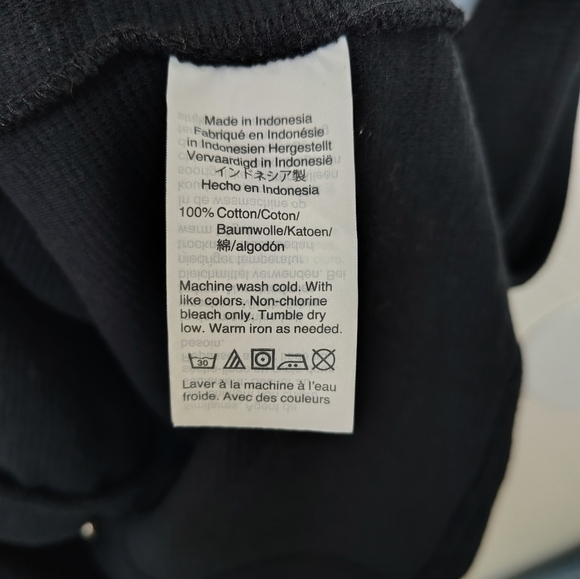 Made in Indonesia
Fabriqué en Indonésie
in Indonesien Hergestellt
Vervaardigd in Indonesië
インドネシア製
Hecho en Indonesia
100% Cotton/Coton/
Baumwolle/Katoen/
綿/algodón
Machine wash cold. With
like colors. Non-chlorine
bleach only. Tumble dry
low. Warm iron as needed.
30
Laver à la machine à l'eau
froide. Avec des couleurs